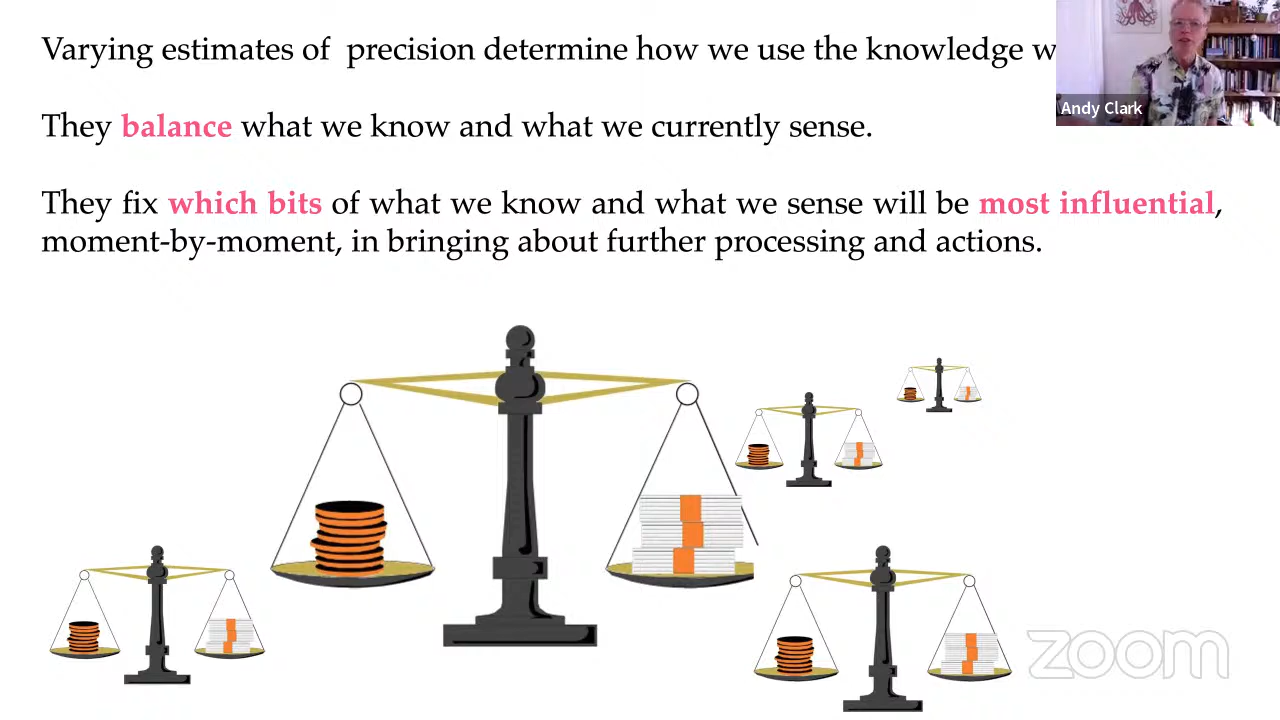 Varying estimates of precision determine how we use the knowledge
Andy Clark
They balance what we know and what we currently sense.
They fix which bits of what we know and what we sense will be most influential,
moment-by-moment, in bringing about further processing and actions.
zoom